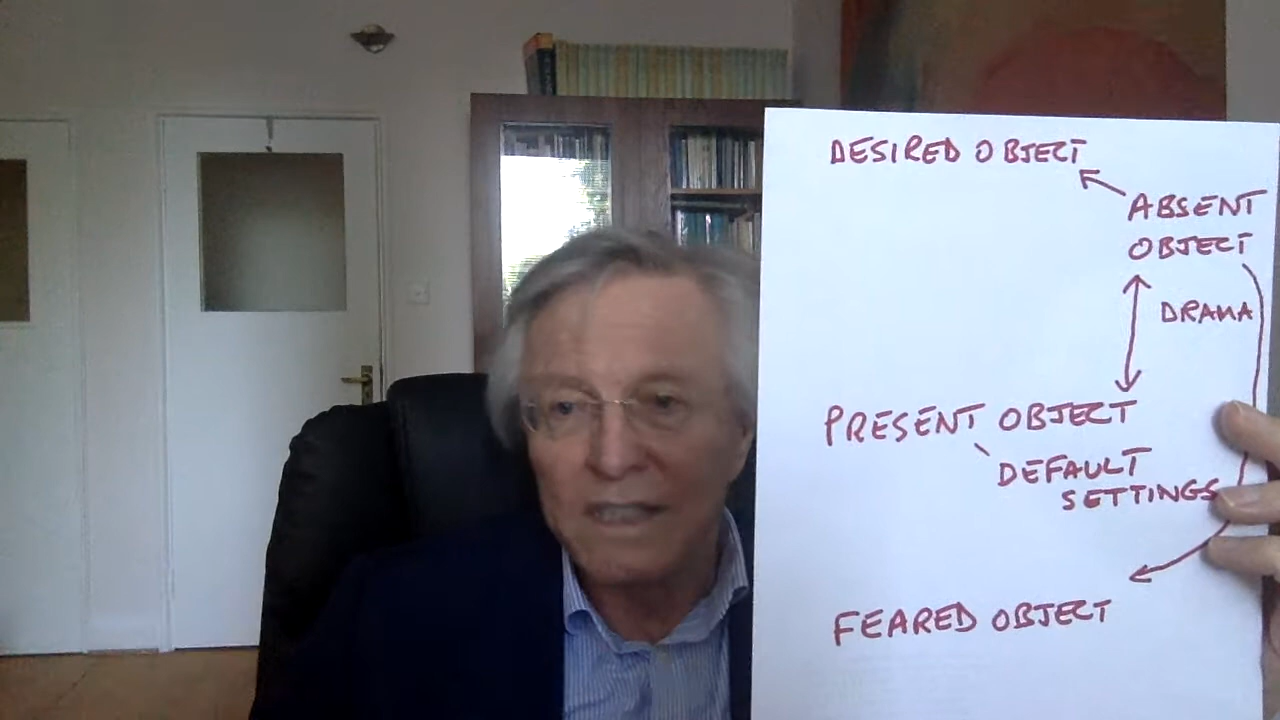 DESIRED OBJECT
ABSENT
OBJECT
DRAMA
PRESENT OBJECT
DEFAULT
SETTINGS
FEARED OBJECT